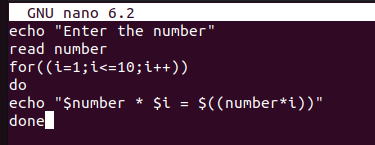 GNU nano 6.2
echo "Enter the number"
read number
for((i=1;i<=10;i++))
do
echo "$number * $i = $((number*i))"
done